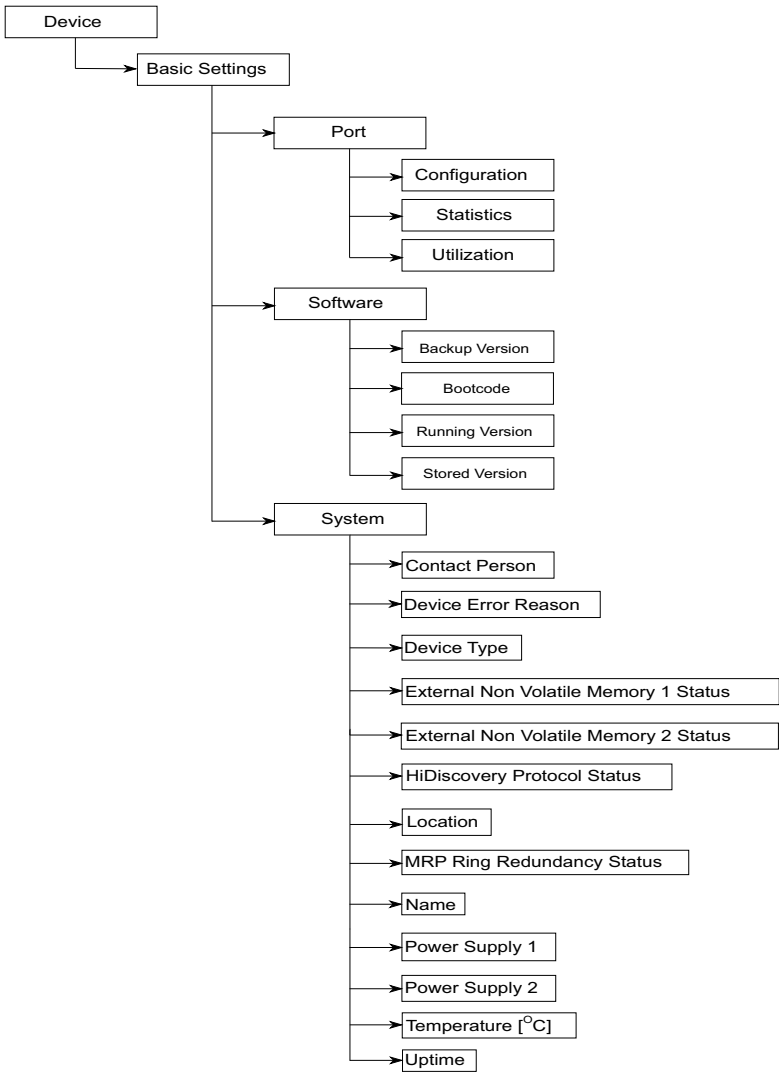 Device
Basic Settings
Port
Configuration
Statistics
Utilization
Software
Backup Version
Bootcode
Running Version
Stored Version
System
Contact Person
Device Error Reason
Device Type
External Non Volatile Memory 1 Status
External Non Volatile Memory 2 Status
HiDiscovery Protocol Status
Location
MRP Ring Redundancy Status
Name
Power Supply 1
Power Supply 2
Temperature [°C]
Uptime